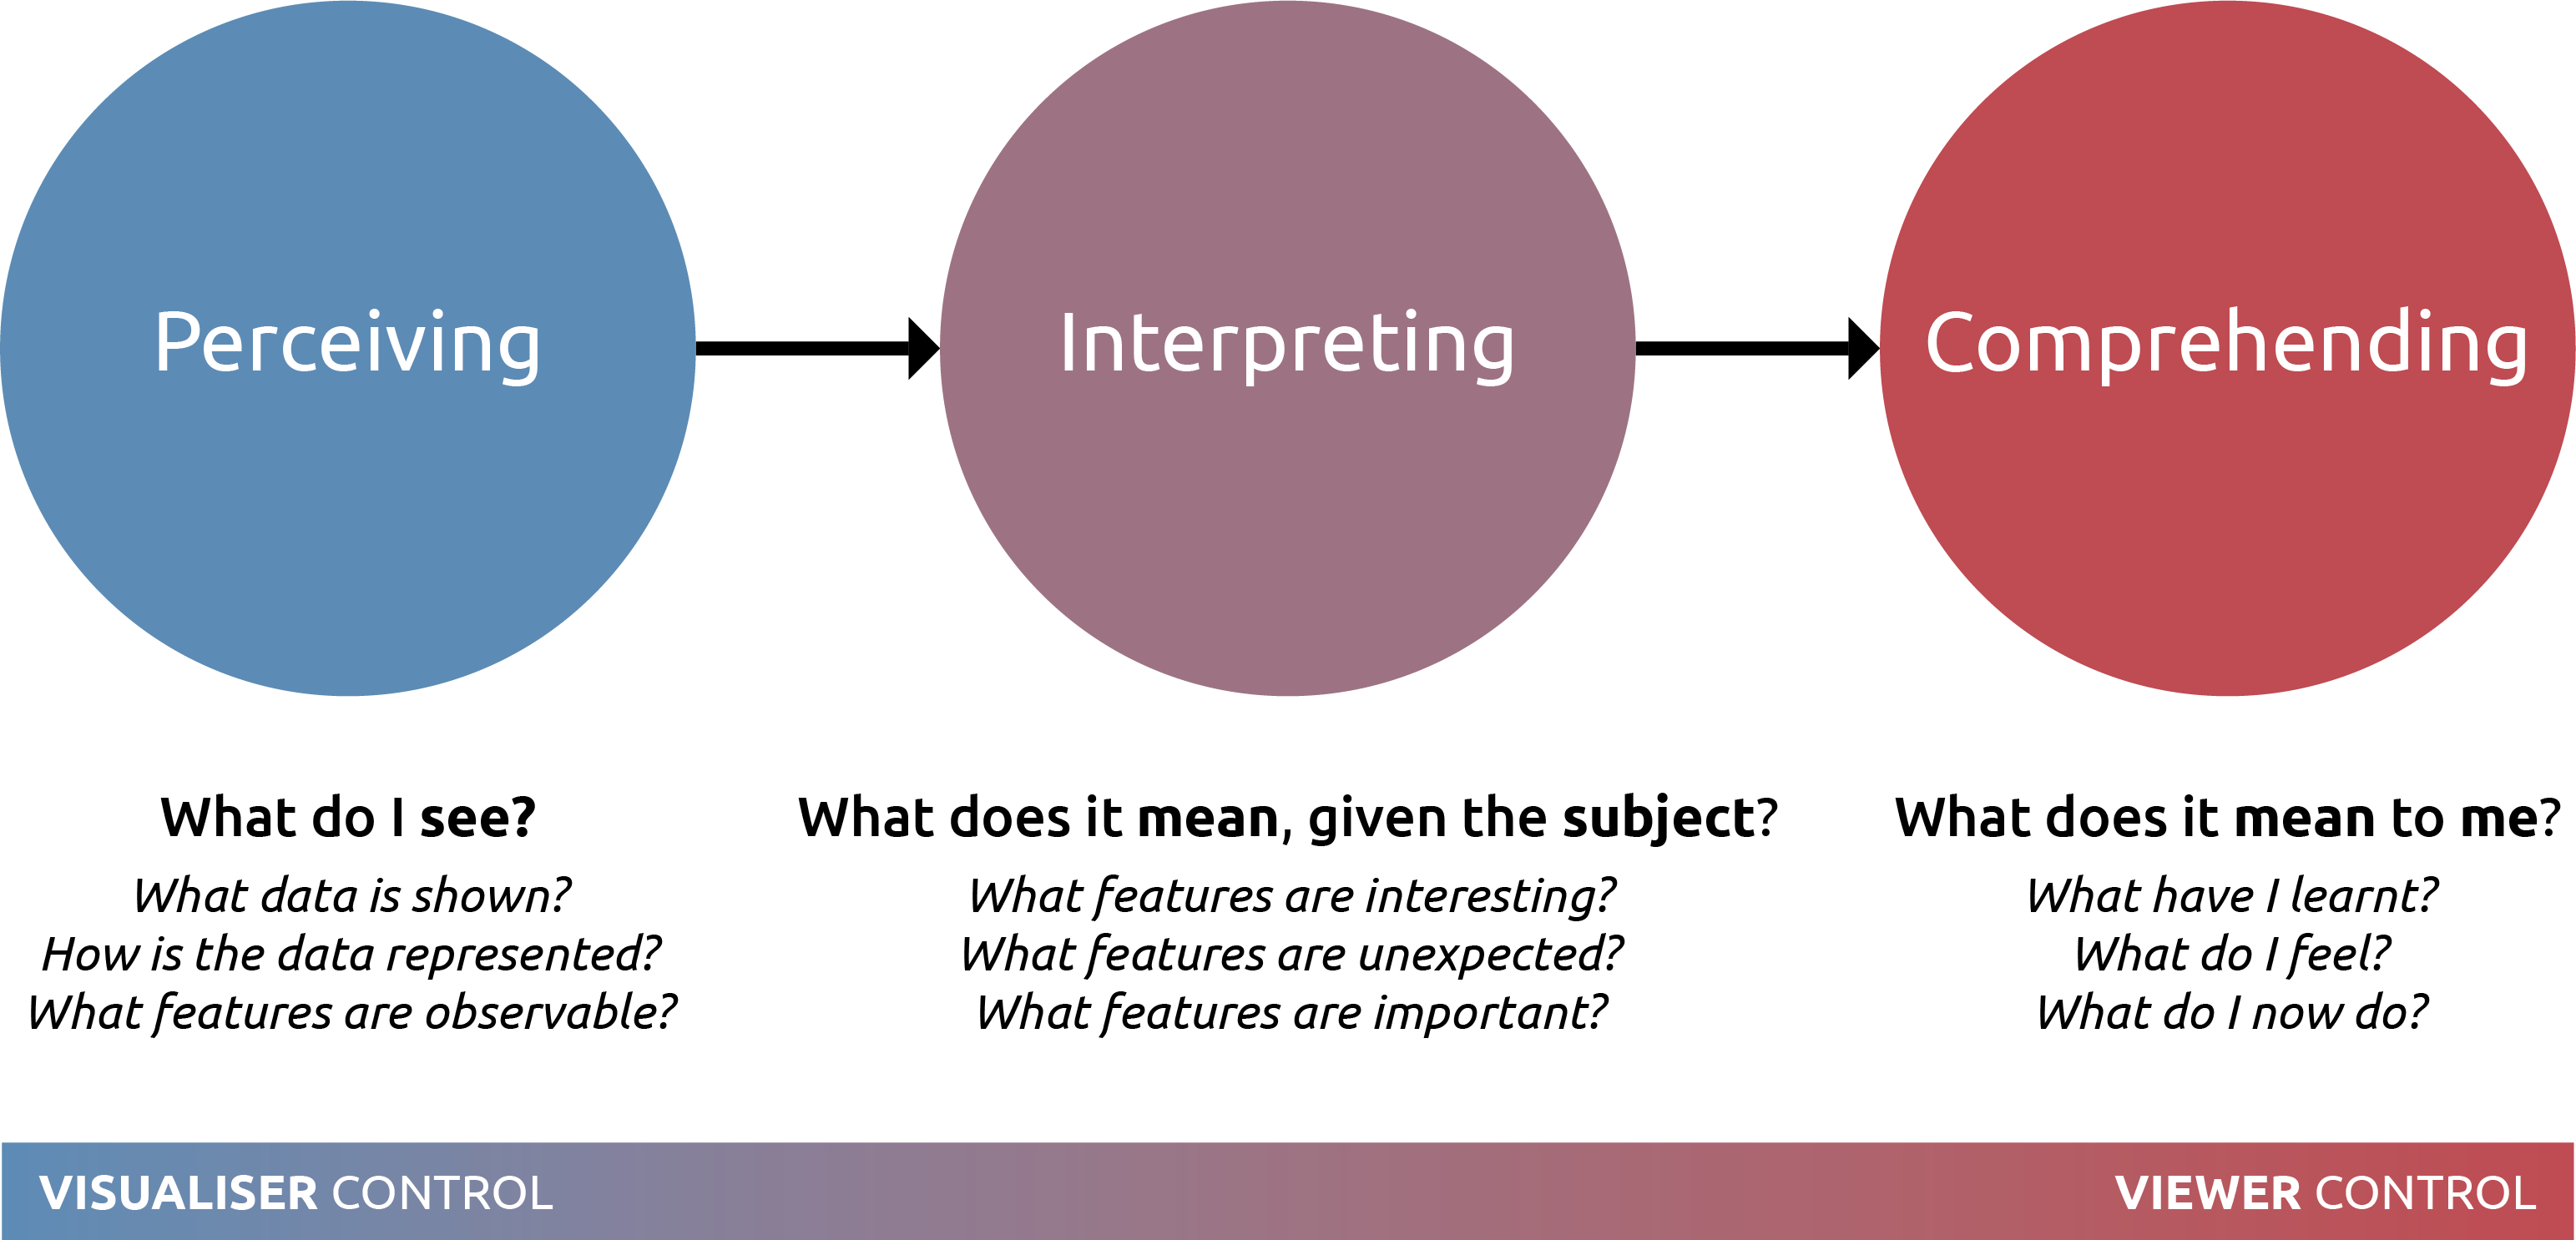 Perceiving
Interpreting
Comprehending
What do I see?
What data is shown?
How is the data represented?
What features are observable?
What does it mean, given the subject?
What features are interesting?
What features are unexpected?
What features are important?
What does it mean to me?
What have I learnt?
What do I feel?
What do I now do?
VISUALISER CONTROL
VIEWER CONTROL